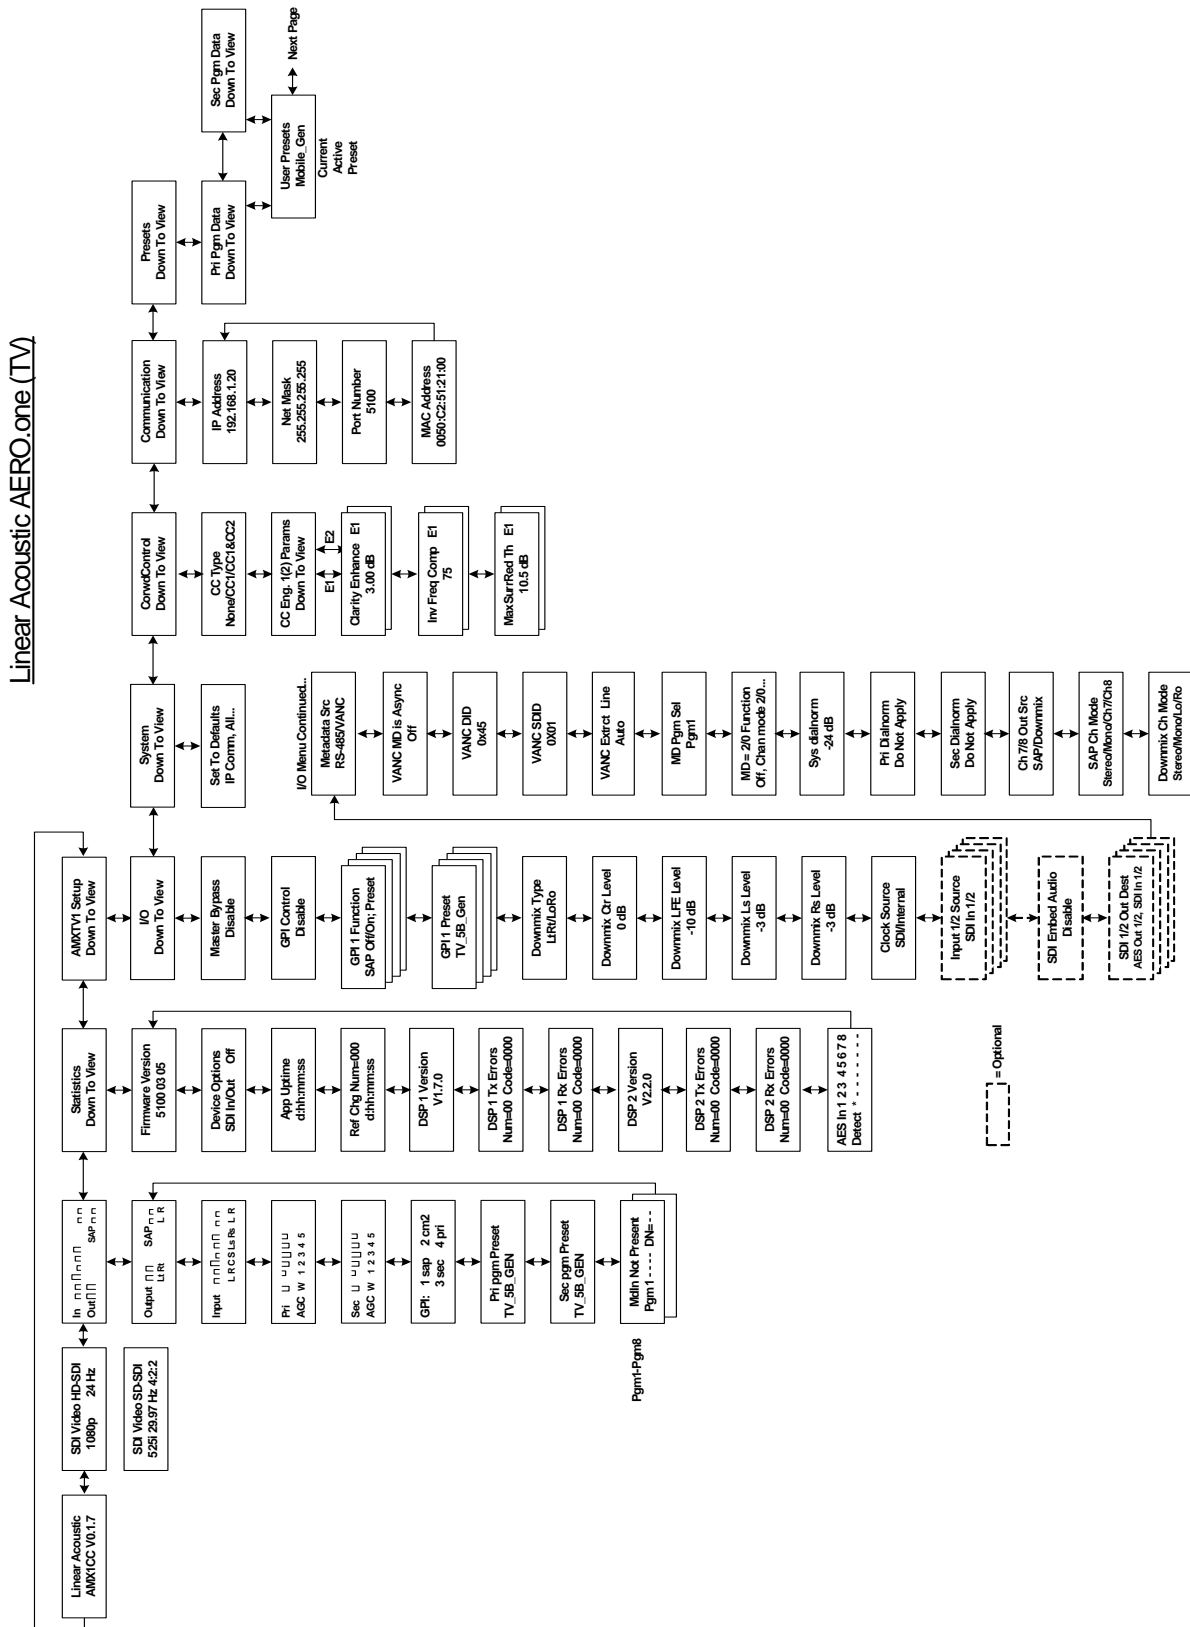 Linear Acoustic AERO.one (TV)
Linear Acoustic
AMX1CC V0.1.7
SDI Video HD-SDI
1080p 24 Hz
SDI Video SD-SDI
525i 29.97 Hz 4:2:2
In
Out SAP
Output SAP
LtRt L R
Input
L R C S Ls Rs L R
Pri
AGC W 1 2 3 4 5
Sec
AGC W 1 2 3 4 5
GPI: 1 sap 2 cm2
3 sec 4 pri
Pri pgm Preset
TV_5B_GEN
Sec pgm Preset
TV_5B_GEN
MdIn Not Present
Pgm 1 - - - - DN=- -
Pgm1-Pgm8
Statistics
Down To View
Firmware Version
5100 03 05
Device Options
SDI In/Out Off
App Uptime
d:hh:mm:ss
Ref Chg Num=000
d:hh:mm:ss
DSP 1 Version
V1.7.0
DSP 1 Tx Errors
Num=00 Code=0000
DSP 1 Rx Errors
Num=00 Code=0000
DSP 2 Version
V2.2.0
DSP 2 Tx Errors
Num=00 Code=0000
DSP 2 Rx Errors
Num=00 Code=0000
AES In 1 2 3 4 5 6 7 8
Detect * - - - - - - -
= Optional
AMXTV1 Setup
Down To View
I/O
Down To View
Master Bypass
Disable
GPI Control
Disable
GPI 1 Function
SAP Off/On; Preset
GPI 1 Preset
TV_5B_Gen
Downmix Type
LtRt/LoRo
Downmix Ctr Level
0 dB
Downmix LFE Level
-10 dB
Downmix Ls Level
-3 dB
Downmix Rs Level
-3 dB
Clock Source
SDI/Internal
Input 1/2 Source
SDI In 1/2
SDI Embed Audio
Disable
SDI 1/2 Out Dest
AES Out 1/2, SDI In 1/2
System
Down To View
Set To Defaults
IP Comm, All...
I/O Menu Continued...
Metadata Src
RS-485/VANC
VANC MD is Async
Off
VANC DID
0x45
VANC SDID
0X01
VANC Extrct Line
Auto
MD Pgm Sel
Pgm1
MD= 2/0 Function
Off, Chan mode 2/0...
Sys dialnorm
-24 dB
Pri Dialnorm
Do Not Apply
Sec Dialnorm
Do Not Apply
Ch 7/8 Out Src
SAP/Downmix
SAP Ch Mode
Stereo/Mono/Ch7/Ch8
Downmix Ch Mode
Stereo/Mono/Lo/Ro
CorwdControl
Down To View
CC Type
None/CC1/CC1&CC2
CC Eng. 1(2) Params
Down To View
E1 E2
Clarity Enhance E1
3.00 dB
Inv Freq Comp E1
75
MaxSurrRed Th E1
10.5 dB
Communication
Down To View
IP Address
192.168.1.20
Net Mask
255.255.255.255
Port Number
5100
MAC Address
0050:C2:51:21:00
Presets
Down To View
Pri Pgm Data
Down To View
Sec Pgm Data
Down To View
User Presets
Mobile_Gen
Current
Active
Preset
Next Page